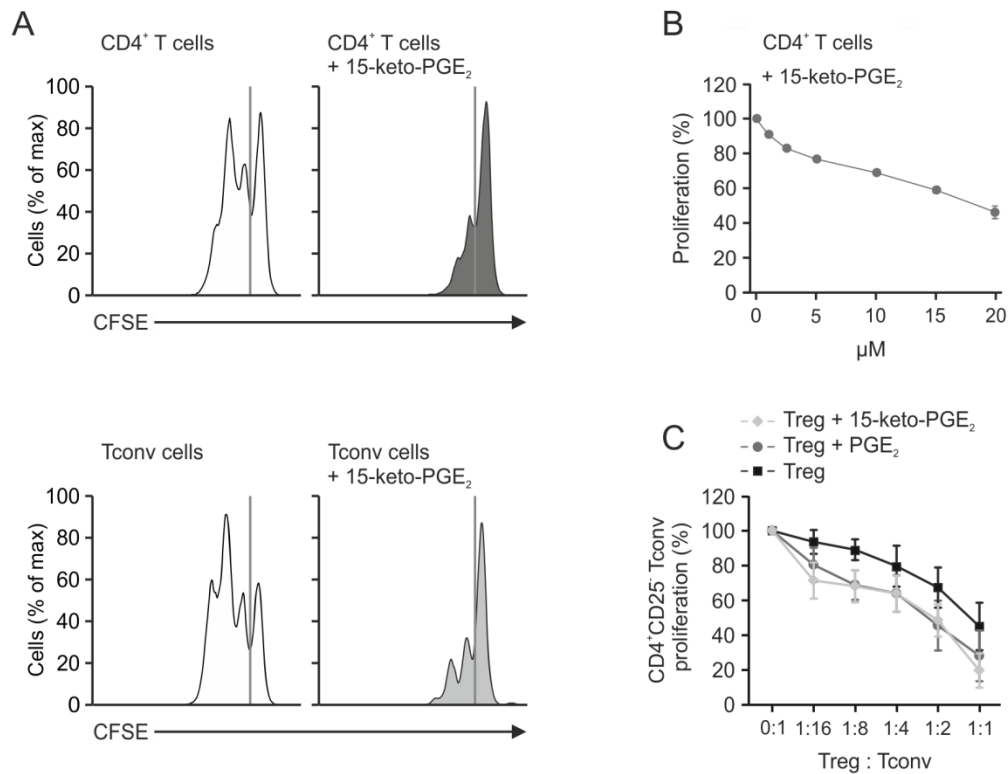 A
CD4⁺ T cells
CD4⁺ T cells
+ 15-keto-PGE₂
Cells (% of max)
100
80
60
40
20
0
CFSE
Tconv cells
Tconv cells
+ 15-keto-PGE₂
Cells (% of max)
100
80
60
40
20
0
CFSE
B
CD4⁺ T cells
+ 15-keto-PGE₂
Proliferation (%)
120
100
80
60
40
20
0
0 5 10 15 20
µM
C
Treg + 15-keto-PGE₂
Treg + PGE₂
Treg
CD4⁺CD25⁻ Tconv
proliferation (%)
120
100
80
60
40
20
0
0:1 1:16 1:8 1:4 1:2 1:1
Treg : Tconv